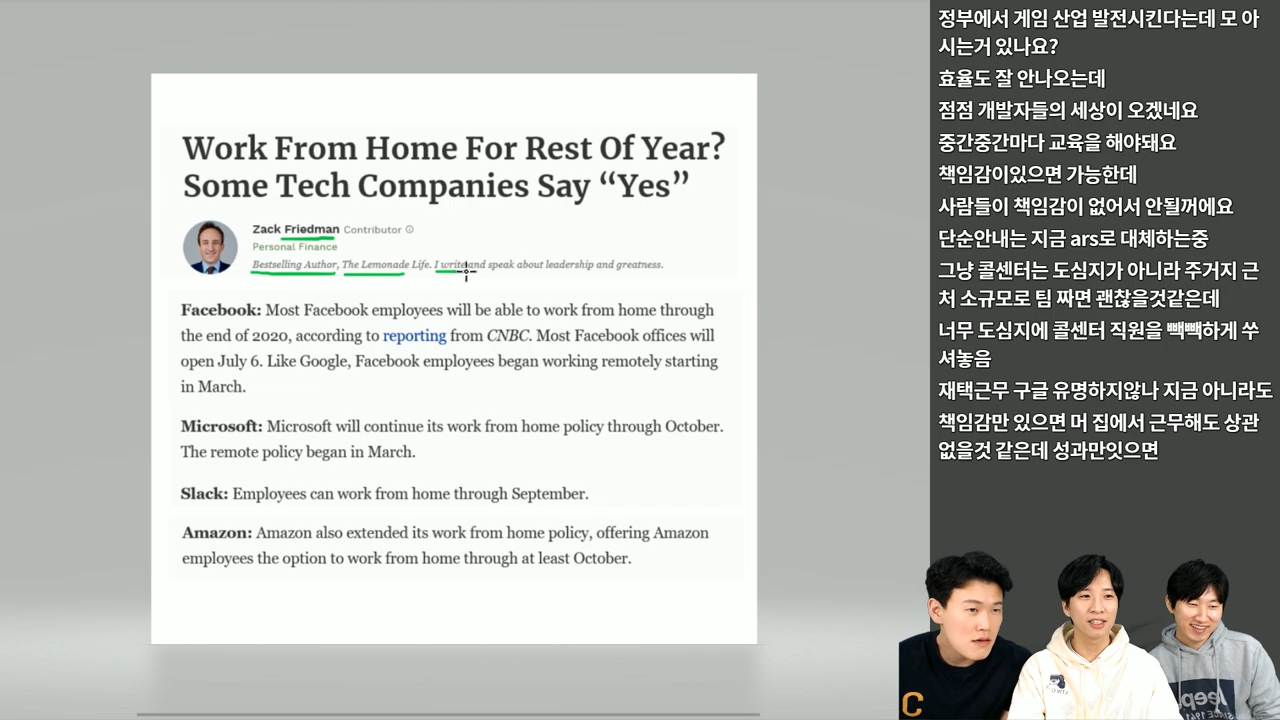 Work From Home For Rest Of Year?
Some Tech Companies Say “Yes”
Zack Friedman Contributor
Personal Finance
Bestselling Author, The Lemonade Life. I write and speak about leadership and greatness.
Facebook: Most Facebook employees will be able to work from home through
the end of 2020, according to reporting from CNBC. Most Facebook offices will
open July 6. Like Google, Facebook employees began working remotely starting
in March.
Microsoft: Microsoft will continue its work from home policy through October.
The remote policy began in March.
Slack: Employees can work from home through September.
Amazon: Amazon also extended its work from home policy, offering Amazon
employees the option to work from home through at least October.
정부에서 게임 산업 발전시킨다는데 모 아
시는거 있나요?
효율도 잘 안나오는데
점점 개발자들의 세상이 오겠네요
중간중간마다 교육을 해야돼요
책임감이있으면 가능한데
사람들이 책임감이 없어서 안될꺼에요
단순안내는 지금 ars로 대체하는중
그냥 콜센터는 도심지가 아니라 주거지 근
처 소규모로 팀 짜면 괜찮을것같은데
너무 도심지에 콜센터 직원을 빽빽하게 쑤
셔놓음
재택근무 구글 유명하지않나 지금 아니라도
책임감만 있으면 머 집에서 근무해도 상관
없을것 같은데 성과만잇으면
C
Jeep